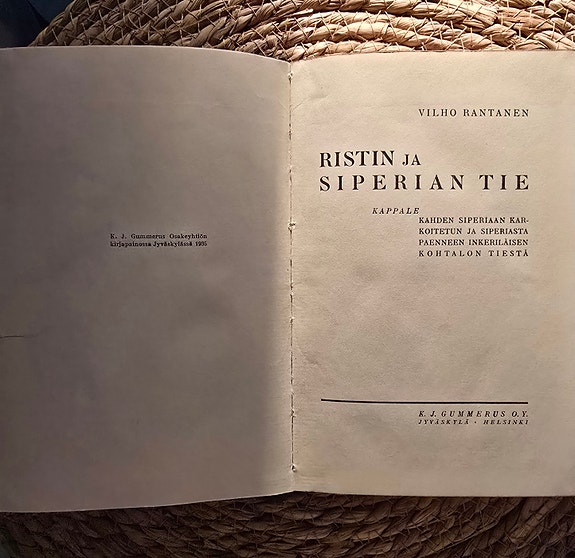 K. J. Gummerus Osakeyhtiön
kirjapainossa Jyväskylässä 1935
VILHO RANTANEN
RISTIN JA
SIPERIAN TIE
KAPPALE
KAHDEN SIPERIAAN KAR-
KOITETUN JA SIPERIASTA
PAENNEEN INKERILÄISEN
KOHTALON TIESTÄ
K. J. GUMMERUS O.Y.
JYVÄSKYLÄ · HELSINKI